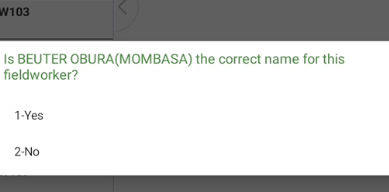 W103
Is BEUTER OBURA(MOMBASA) the correct name for this
fieldworker?
1-Yes
2-No